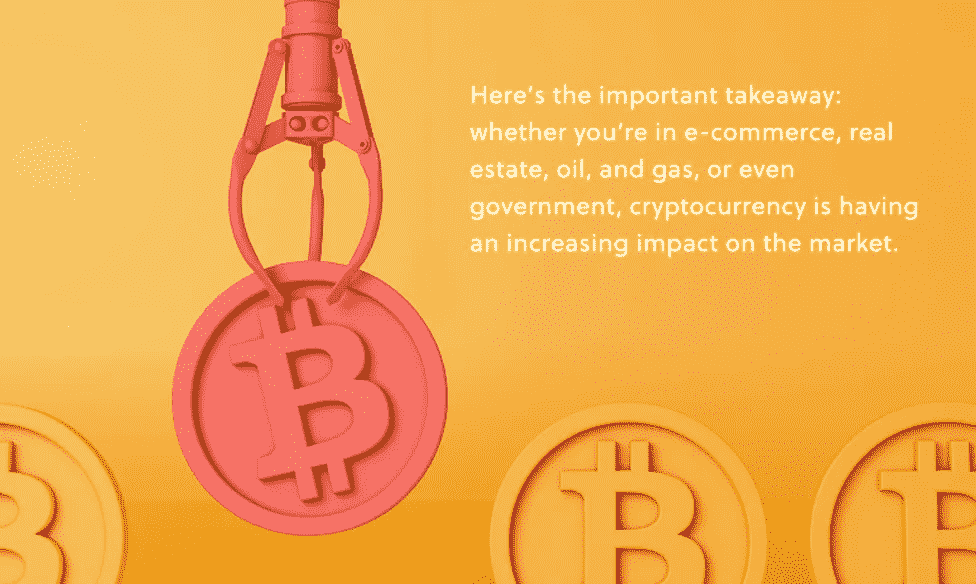 Here's the important takeaway:
whether you're in e-commerce, real
estate, oil, and gas, or even
government, cryptocurrency is having
an increasing impact on the market.